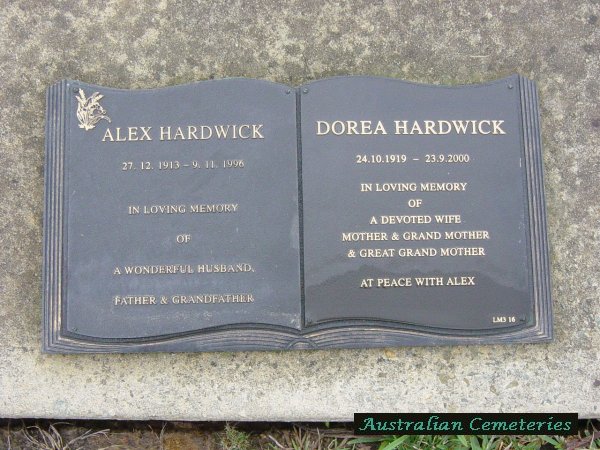 ALEX HARDWICK
27. 12. 1913 – 9. 11. 1996
IN LOVING MEMORY
OF
A WONDERFUL HUSBAND,
FATHER & GRANDFATHER
DOREA HARDWICK
24.10.1919 – 23.9.2000
IN LOVING MEMORY
OF
A DEVOTED WIFE
MOTHER & GRAND MOTHER
& GREAT GRAND MOTHER
AT PEACE WITH ALEX
LM3 16
Australian Cemeteries